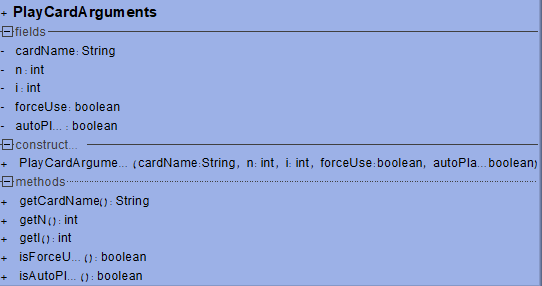 + PlayCardArguments
fields
- cardName: String
- n: int
- i: int
- forceUse: boolean
- autoPl... : boolean
construct...
+ PlayCardArgume... (cardName:String, n: int, i: int, forceUse:boolean, autoPla...boolean)
methods
+ getCardName(): String
+ getN(): int
+ getI(): int
+ isForceU... (): boolean
+ isAutoPl... (): boolean